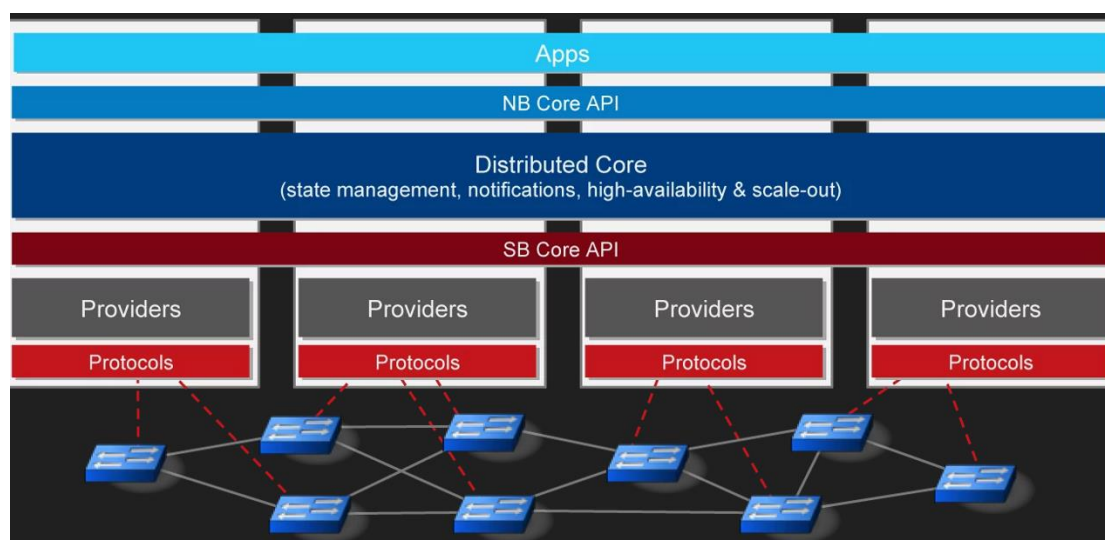 Apps
NB Core API
Distributed Core
(state management, notifications, high-availability & scale-out)
SB Core API
Providers
Providers
Providers
Providers
Protocols
Protocols
Protocols
Protocols